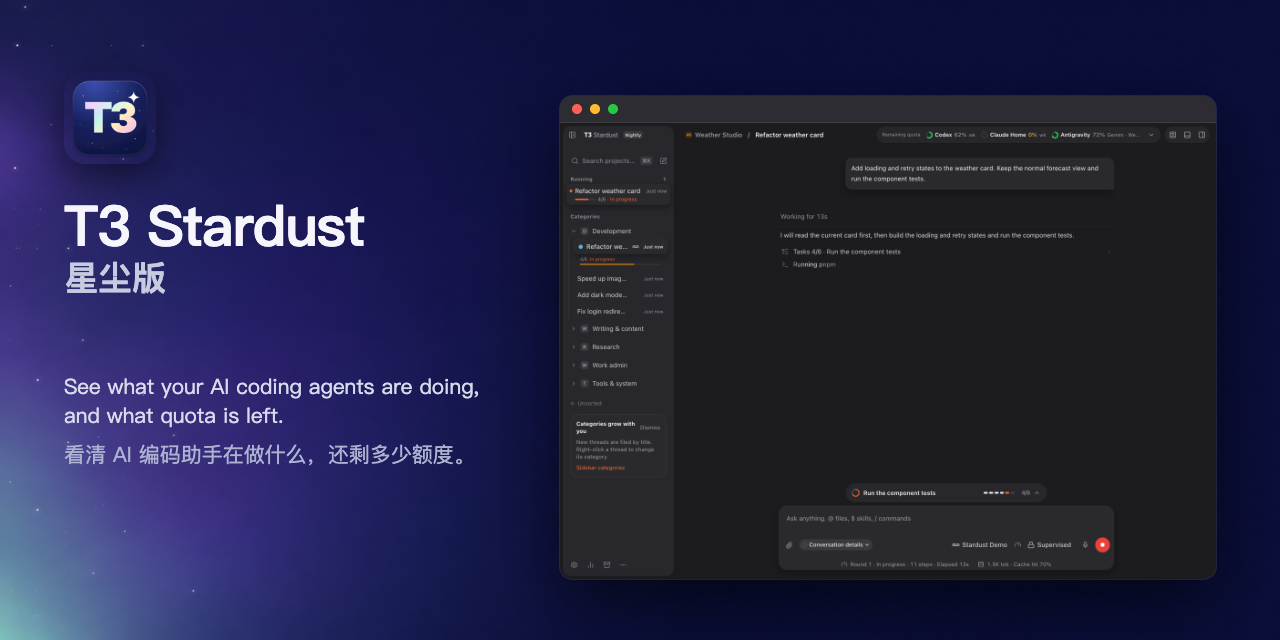 T3
T3 Stardust
星尘版
See what your AI coding agents are doing,
and what quota is left.
看清 AI 编码助手在做什么，还剩多少额度。
T3 Stardust Nightly
Search projects... ⌘K
Running
Refactor weather card Just now
4/6 · In progress
Categories
D Development
Refactor we... Just now
4/6 In progress
Speed up imag... Just now
Add dark mode... Just now
Fix login redire... Just now
W Writing & content
R Research
W Work admin
T Tools & system
Unsorted
Categories grow with you Dismiss
New threads are filed by title.
Right-click a thread to change
its category.
Sidebar categories
Weather Studio / Refactor weather card
Remaining quota Codex 62% wk Claude Home 0% wk Antigravity 72% Gemini · We...
Add loading and retry states to the weather card. Keep the normal forecast view and
run the component tests.
Working for 13s
I will read the current card first, then build the loading and retry states and run the component tests.
Tasks 4/6 · Run the component tests
Running pnpm
Run the component tests 4/6
Ask anything, @ files, $ skills, / commands
Conversation details Stardust Demo Supervised
Round 1 · In progress · 11 steps · Elapsed 13s 1.9K tok · Cache hit 70%